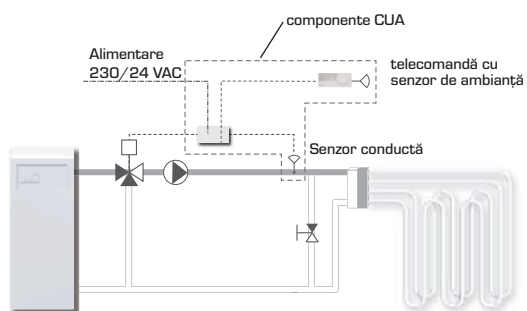 componente CUA
Alimentare
230/24 VAC
telecomandă cu
senzor de ambianță
Senzor conductă